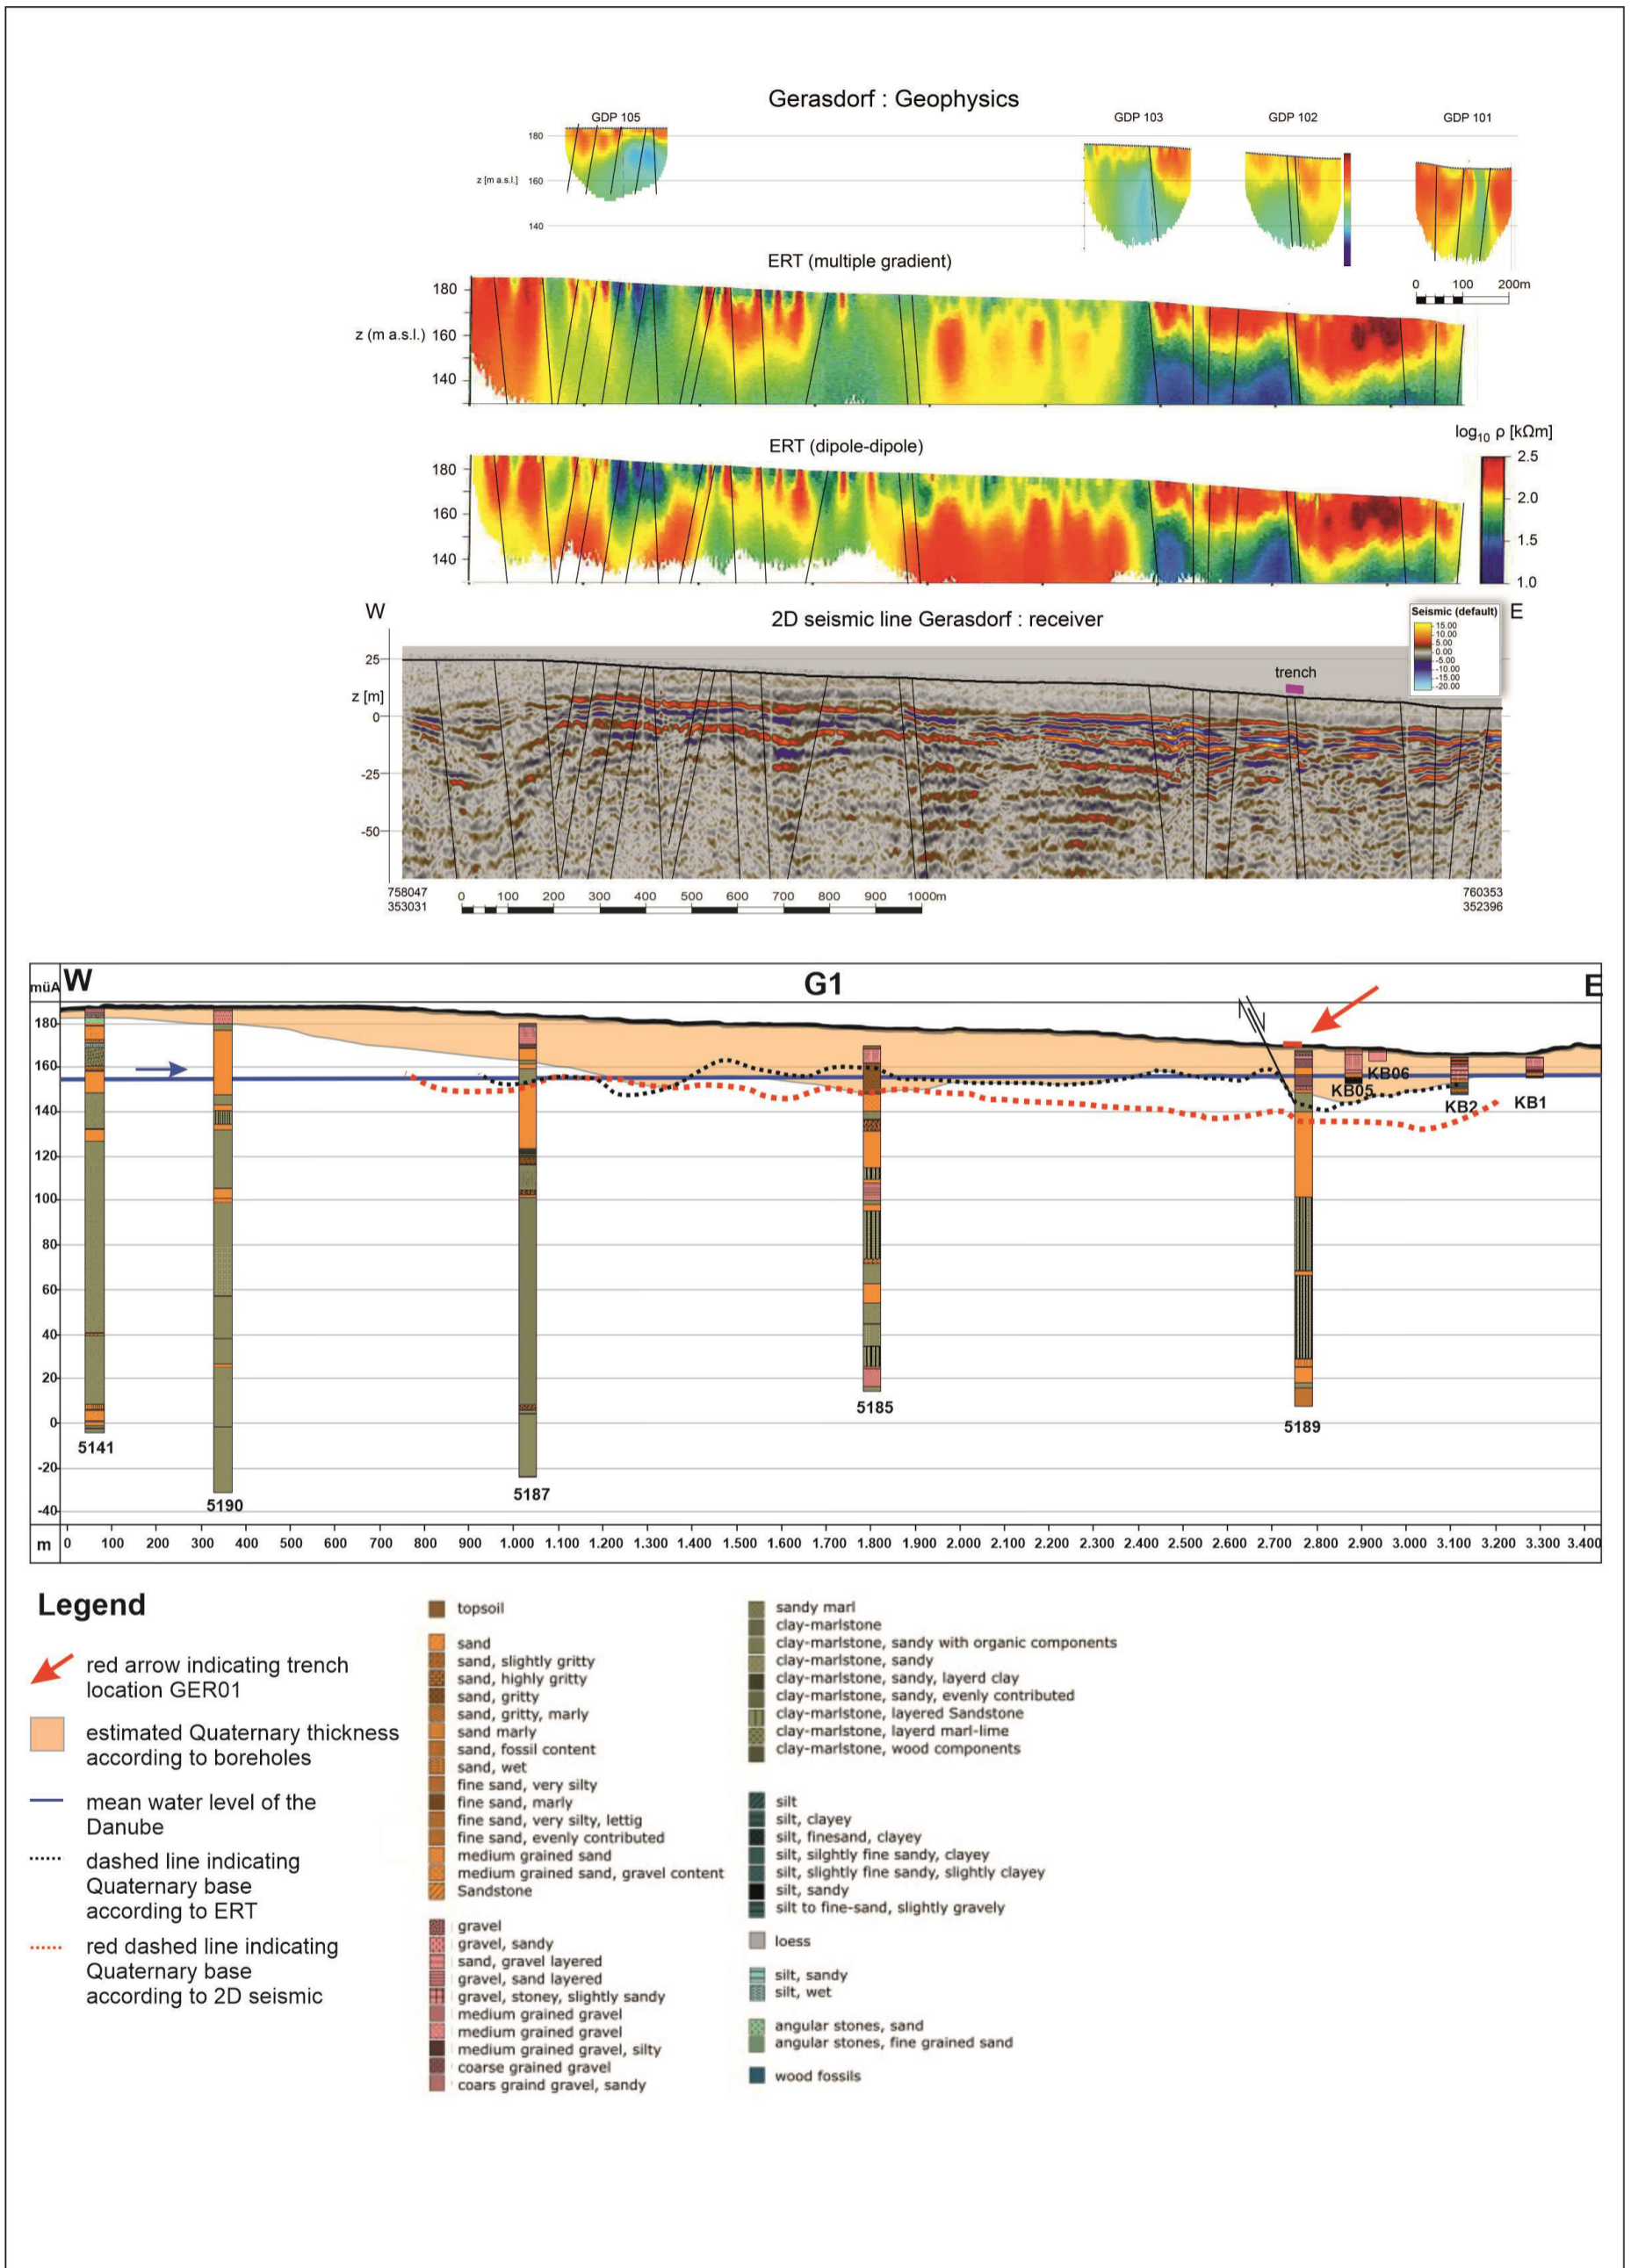 Gerasdorf : Geophysics
GDP 105
GDP 103
GDP 102
GDP 101
180
z [m a.s.l.] 160
140
0 100 200m
ERT (multiple gradient)
180
z (m a.s.l.) 160
140
ERT (dipole-dipole)
180
160
140
log10 ρ [kΩm]
2.5
2.0
1.5
1.0
W
2D seismic line Gerasdorf : receiver
E
Seismic (default)
15.00
10.00
5.00
0.00
-5.00
-10.00
-15.00
-20.00
trench
25
z [m]
0
-25
-50
758047
353031
0 100 200 300 400 500 600 700 800 900 1000m
760353
352396
müA W G1 E
180
160
140
120
100
80
60
40
20
0
-20
-40
KB05
KB06
KB2
KB1
5141
5190
5187
5185
5189
m 0 100 200 300 400 500 600 700 800 900 1.000 1.100 1.200 1.300 1.400 1.500 1.600 1.700 1.800 1.900 2.000 2.100 2.200 2.300 2.400 2.500 2.600 2.700 2.800 2.900 3.000 3.100 3.200 3.300 3.400
Legend
red arrow indicating trench
location GER01
estimated Quaternary thickness
according to boreholes
mean water level of the
Danube
dashed line indicating
Quaternary base
according to ERT
red dashed line indicating
Quaternary base
according to 2D seismic
topsoil
sand
sand, slightly gritty
sand, highly gritty
sand, gritty
sand, gritty, marly
sand marly
sand, fossil content
sand, wet
fine sand, very silty
fine sand, marly
fine sand, very silty, lettig
fine sand, evenly contributed
medium grained sand
medium grained sand, gravel content
Sandstone
gravel
gravel, sandy
sand, gravel layered
gravel, sand layered
gravel, stoney, slightly sandy
medium grained gravel
medium grained gravel
medium grained gravel, silty
coarse grained gravel
coars graind gravel, sandy
sandy marl
clay-marlstone
clay-marlstone, sandy with organic components
clay-marlstone, sandy
clay-marlstone, sandy, layerd clay
clay-marlstone, sandy, evenly contributed
clay-marlstone, layered Sandstone
clay-marlstone, layerd marl-lime
clay-marlstone, wood components
silt
silt, clayey
silt, finesand, clayey
silt, silghtly fine sandy, clayey
silt, slightly fine sandy, slightly clayey
silt, sandy
silt to fine-sand, slightly gravely
loess
silt, sandy
silt, wet
angular stones, sand
angular stones, fine grained sand
wood fossils